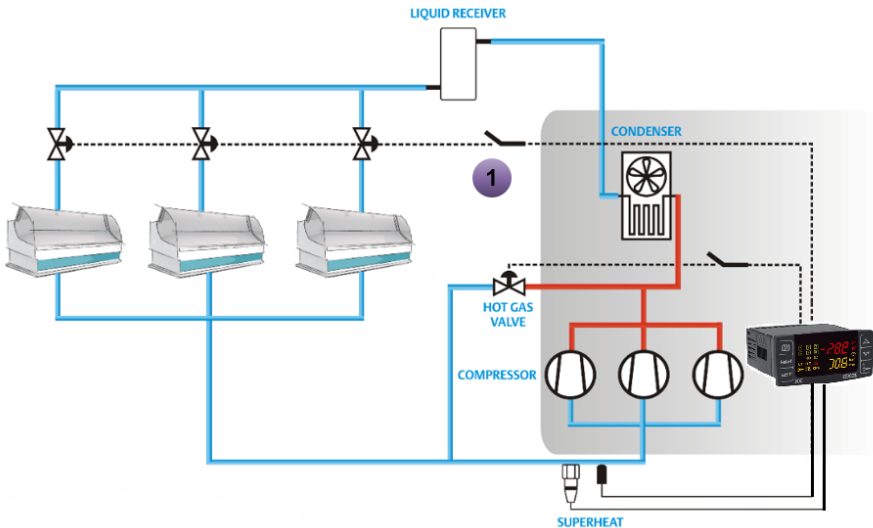 LIQUID RECEIVER
CONDENSER
1
HOT GAS
VALVE
COMPRESSOR
SUPERHEAT